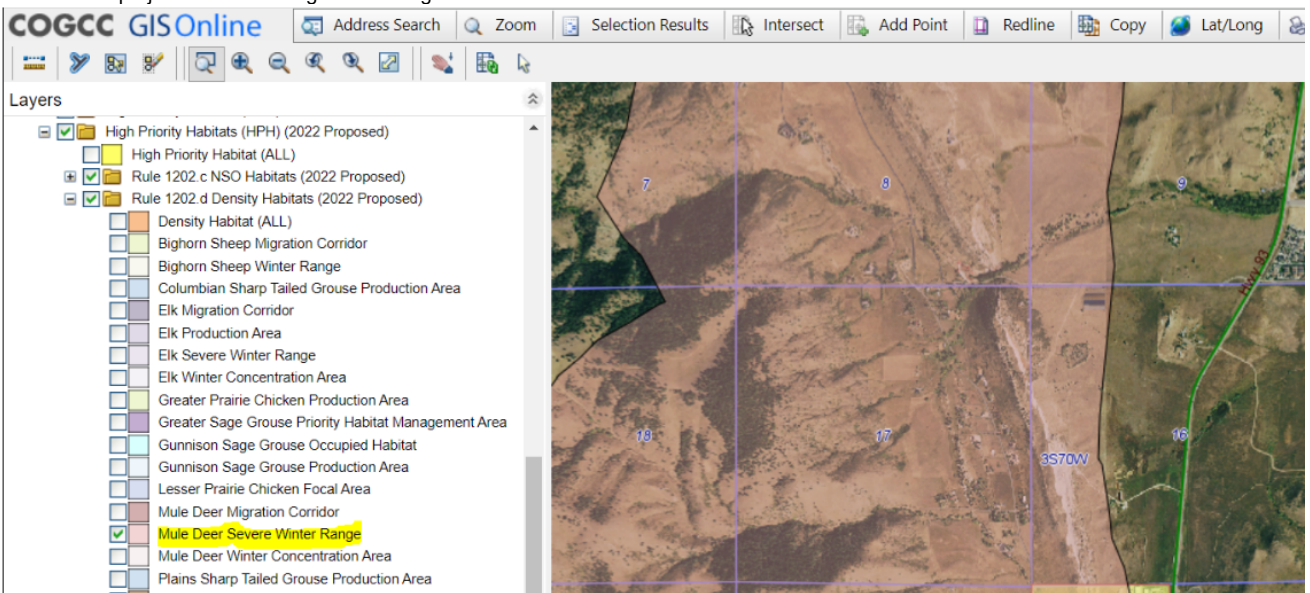 COGCC GISOnline
Address Search
Zoom
Selection Results
Intersect
Add Point
Redline
Copy
Lat/Long
Layers
High Priority Habitats (HPH) (2022 Proposed)
High Priority Habitat (ALL)
Rule 1202.c NSO Habitats (2022 Proposed)
Rule 1202.d Density Habitats (2022 Proposed)
Density Habitat (ALL)
Bighorn Sheep Migration Corridor
Bighorn Sheep Winter Range
Columbian Sharp Tailed Grouse Production Area
Elk Migration Corridor
Elk Production Area
Elk Severe Winter Range
Elk Winter Concentration Area
Greater Prairie Chicken Production Area
Greater Sage Grouse Priority Habitat Management Area
Gunnison Sage Grouse Occupied Habitat
Gunnison Sage Grouse Production Area
Lesser Prairie Chicken Focal Area
Mule Deer Migration Corridor
Mule Deer Severe Winter Range
Mule Deer Winter Concentration Area
Plains Sharp Tailed Grouse Production Area
7
8
9
Hwy 93
18
17
16
3S70W